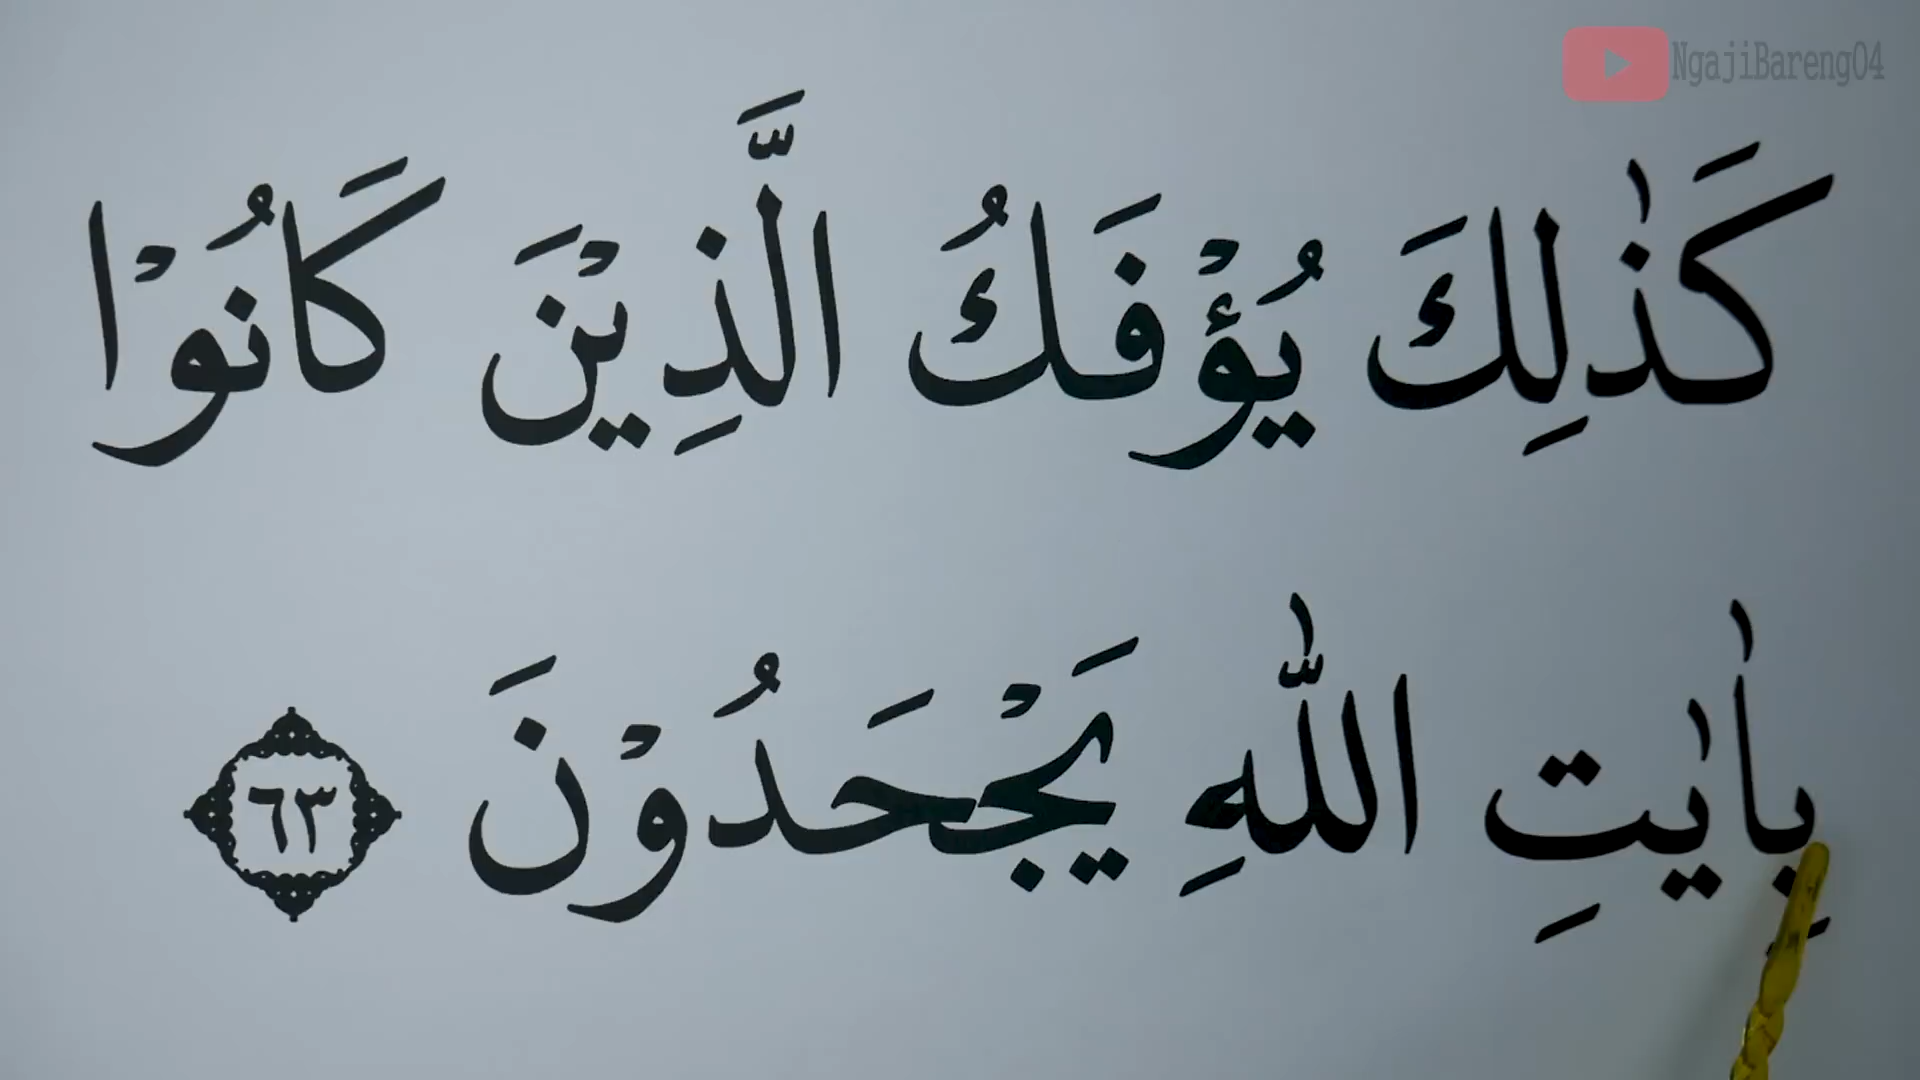 NgajiBareng04
كَذٰلِكَ يُؤْفَكُ الَّذِيْنَ كَانُوْا
بِاٰيٰتِ اللّٰهِ يَجْحَدُوْنَ ٦٣